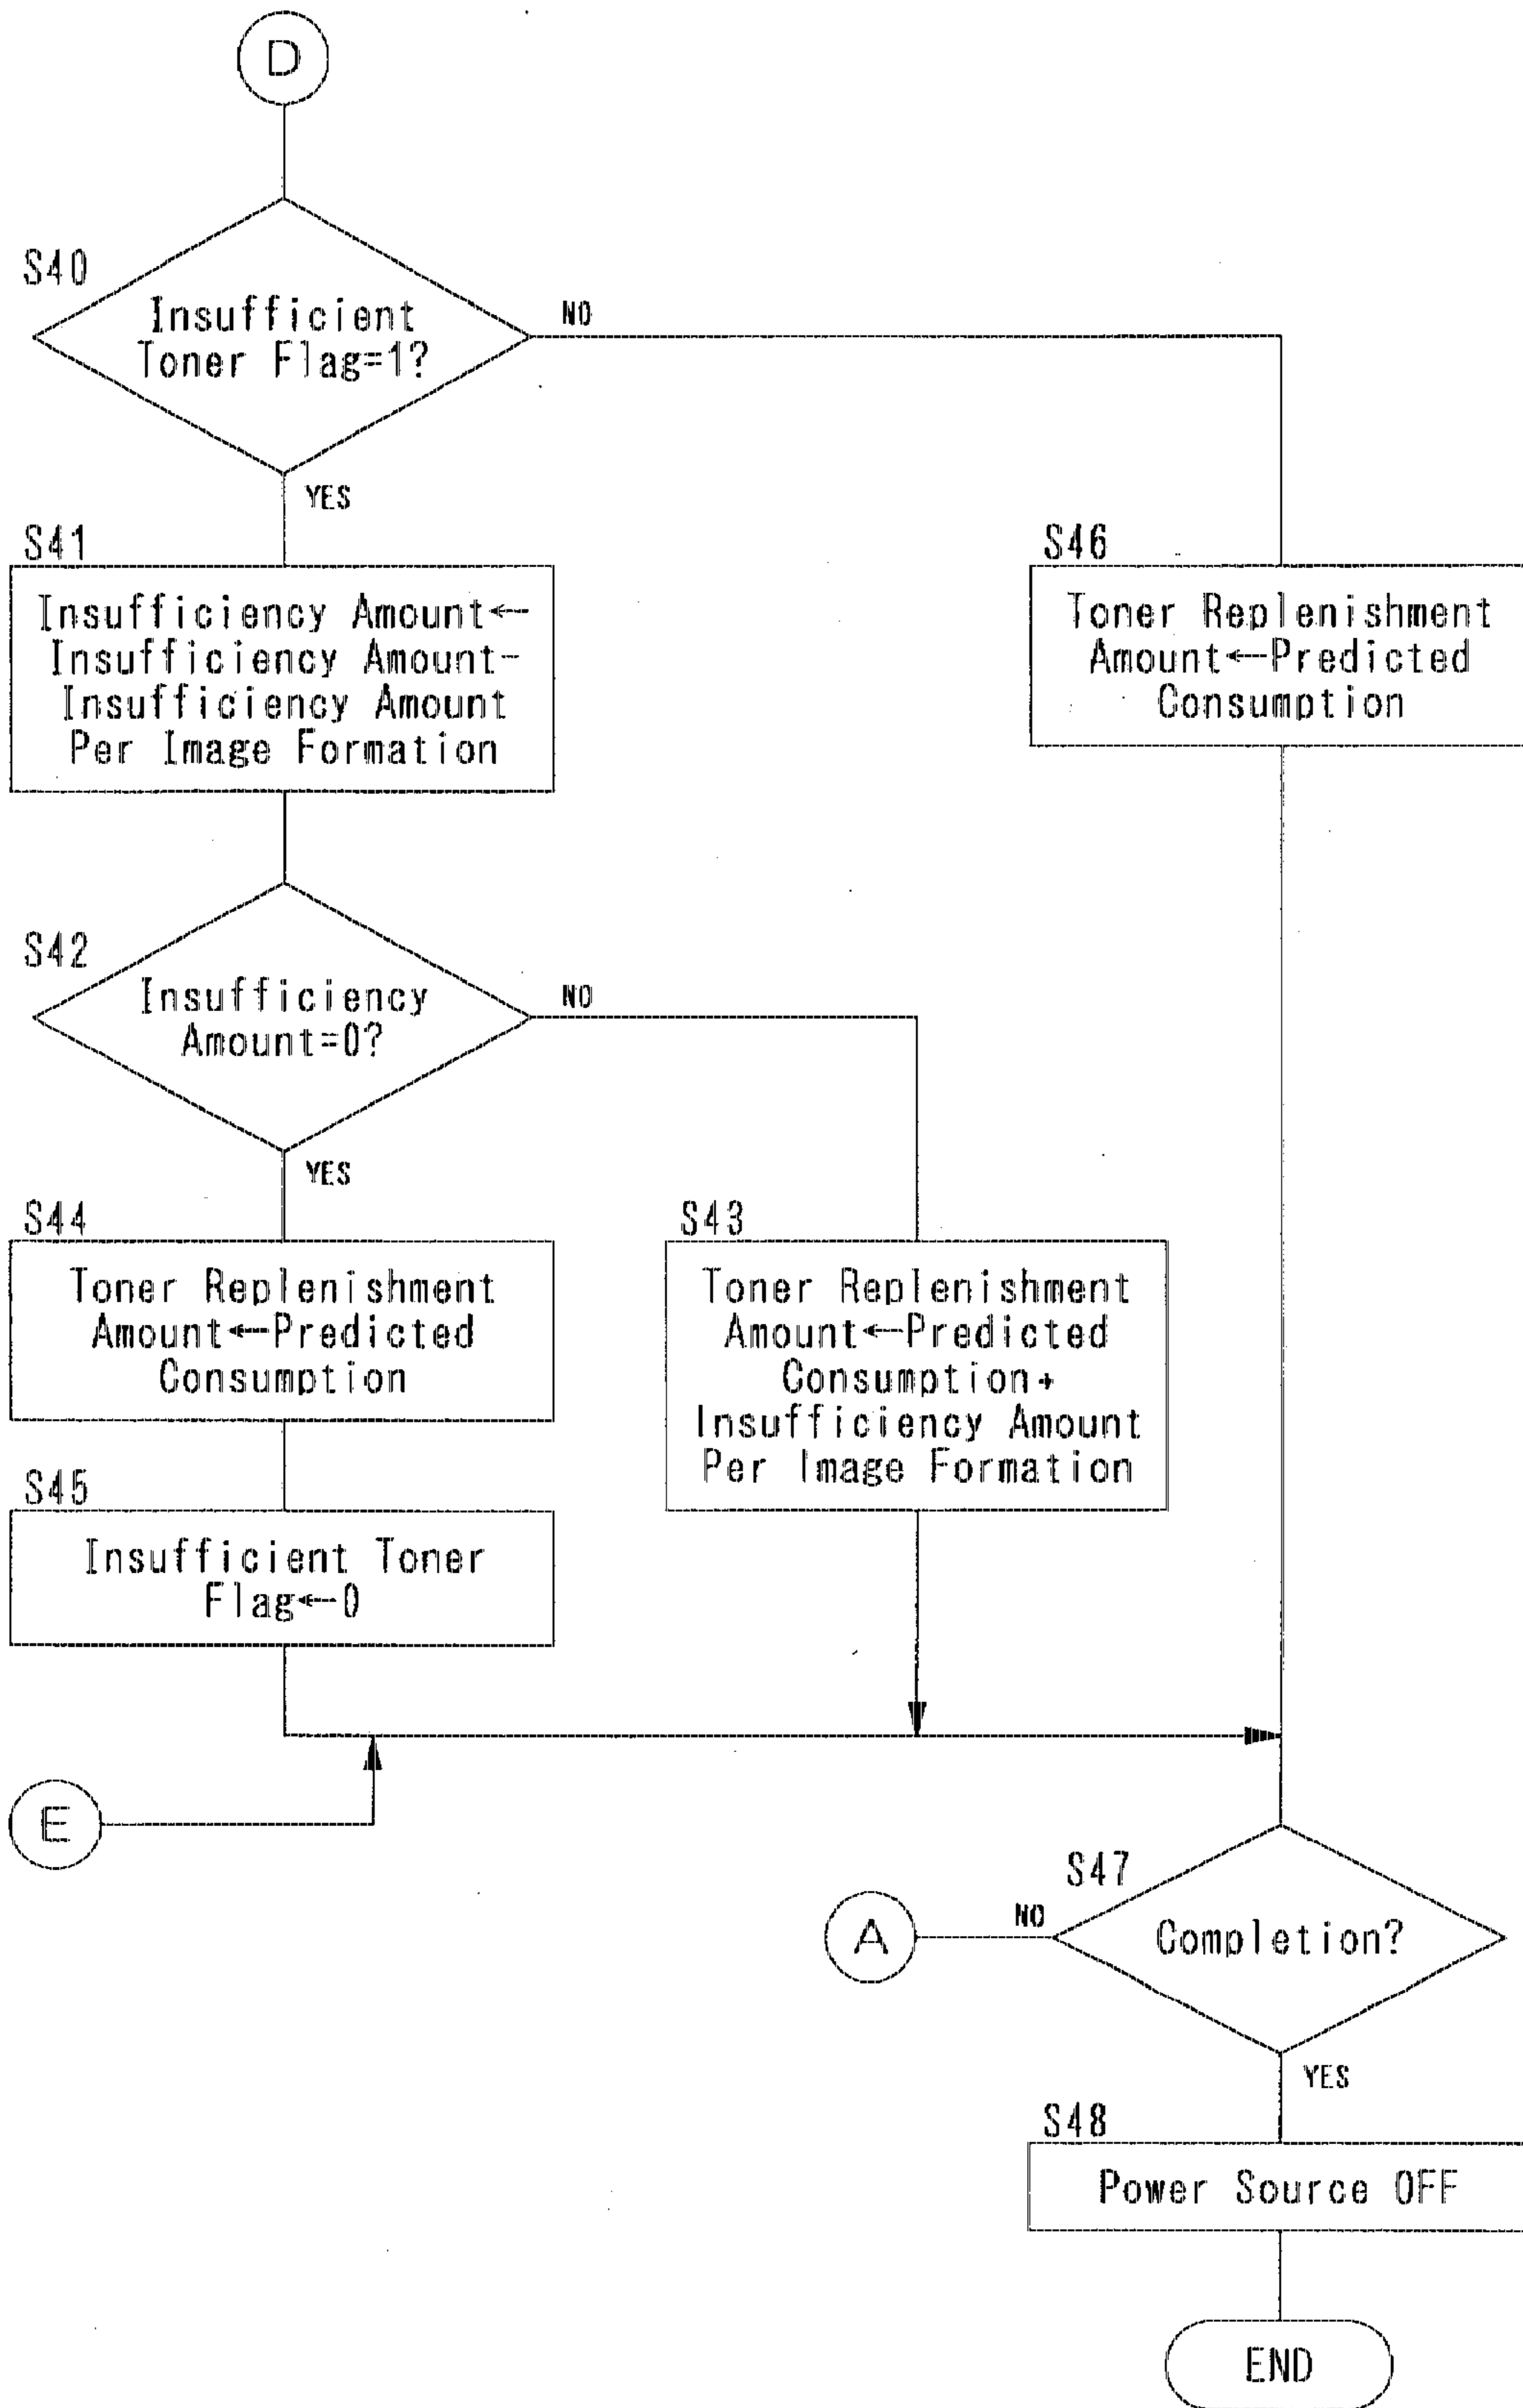 D
S40
Insufficient
Toner Flag=1?
NO
YES
S41
Insufficiency Amount←
Insufficiency Amount-
Insufficiency Amount
Per Image Formation
S46
Toner Replenishment
Amount←Predicted
Consumption
S42
Insufficiency
Amount=0?
NO
YES
S44
Toner Replenishment
Amount←Predicted
Consumption
S43
Toner Replenishment
Amount←Predicted
Consumption+
Insufficiency Amount
Per Image Formation
S45
Insufficient Toner
Flag←0
E
S47
A
NO
Completion?
YES
S48
Power Source OFF
END